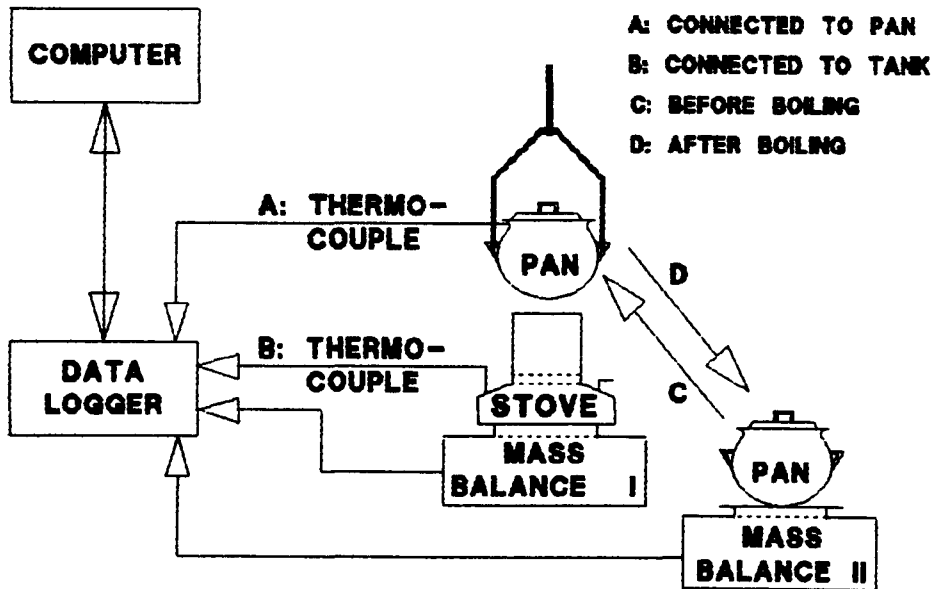 COMPUTER
A: CONNECTED TO PAN
B: CONNECTED TO TANK
C: BEFORE BOILING
D: AFTER BOILING
A: THERMO-
COUPLE
PAN
D
B: THERMO-
COUPLE
DATA
LOGGER
STOVE
C
MASS
BALANCE I
PAN
MASS
BALANCE II